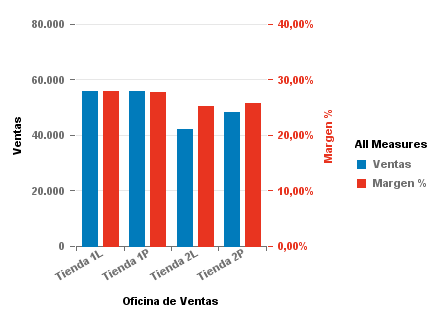 80.000
60.000
40.000
20.000
0
Ventas
40,00%
30,00%
20,00%
10,00%
0,00%
Margen %
Tienda 1L
Tienda 1P
Tienda 2L
Tienda 2P
Oficina de Ventas
All Measures
Ventas
Margen %